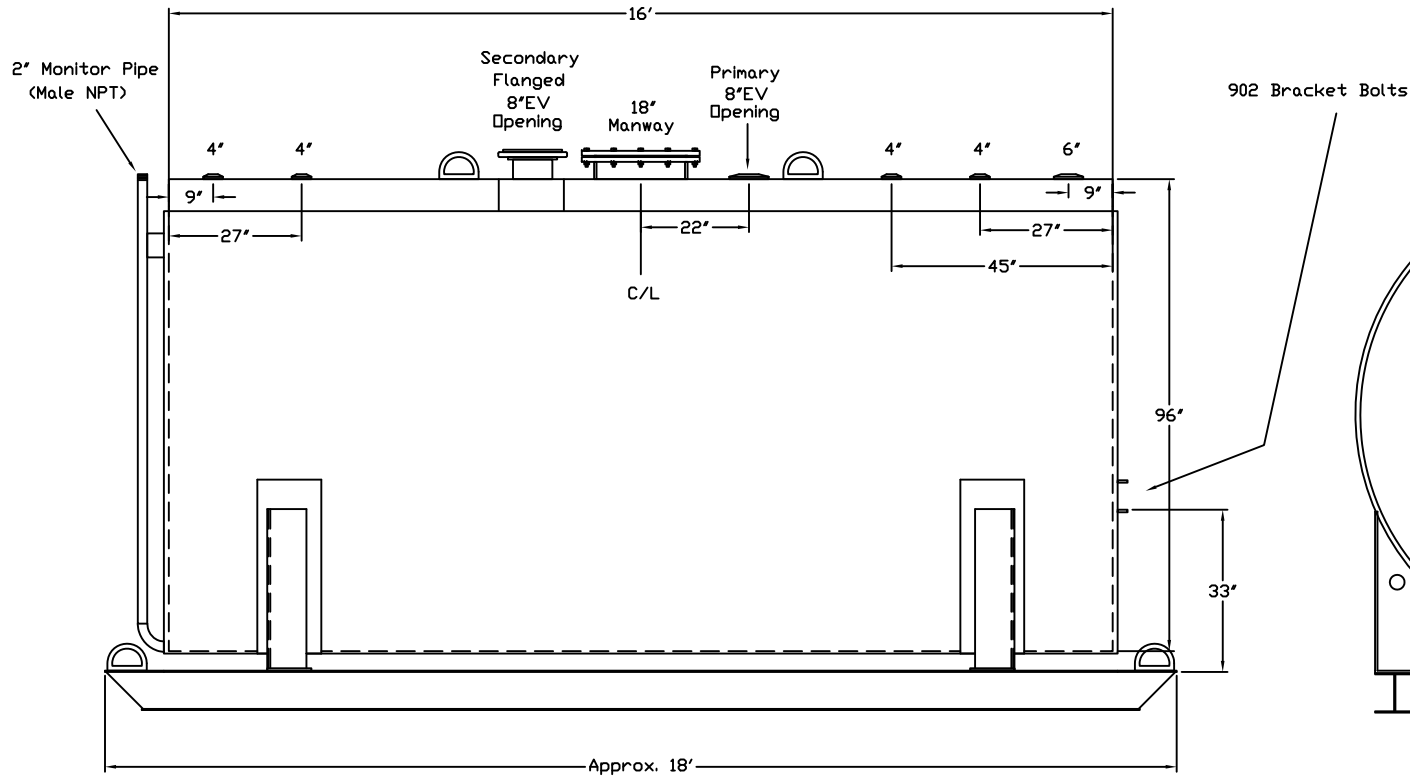 16'
2" Monitor Pipe
(Male NPT)
Secondary
Flanged
8"EV
Opening
18"
Manway
Primary
8"EV
Opening
902 Bracket Bolts
4"
4"
4"
4"
6"
9"
9"
27"
22"
27"
45"
C/L
96"
33"
Approx. 18'